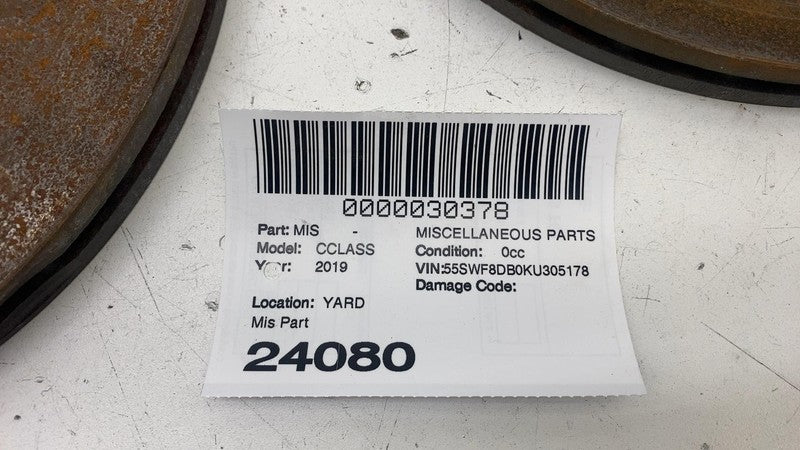 0000030378
Part: MIS - MISCELLANEOUS PARTS
Model: CCLASS Condition: 0cc
Year: 2019 VIN:55SWF8DB0KU305178
Damage Code:
Location: YARD
Mis Part
24080